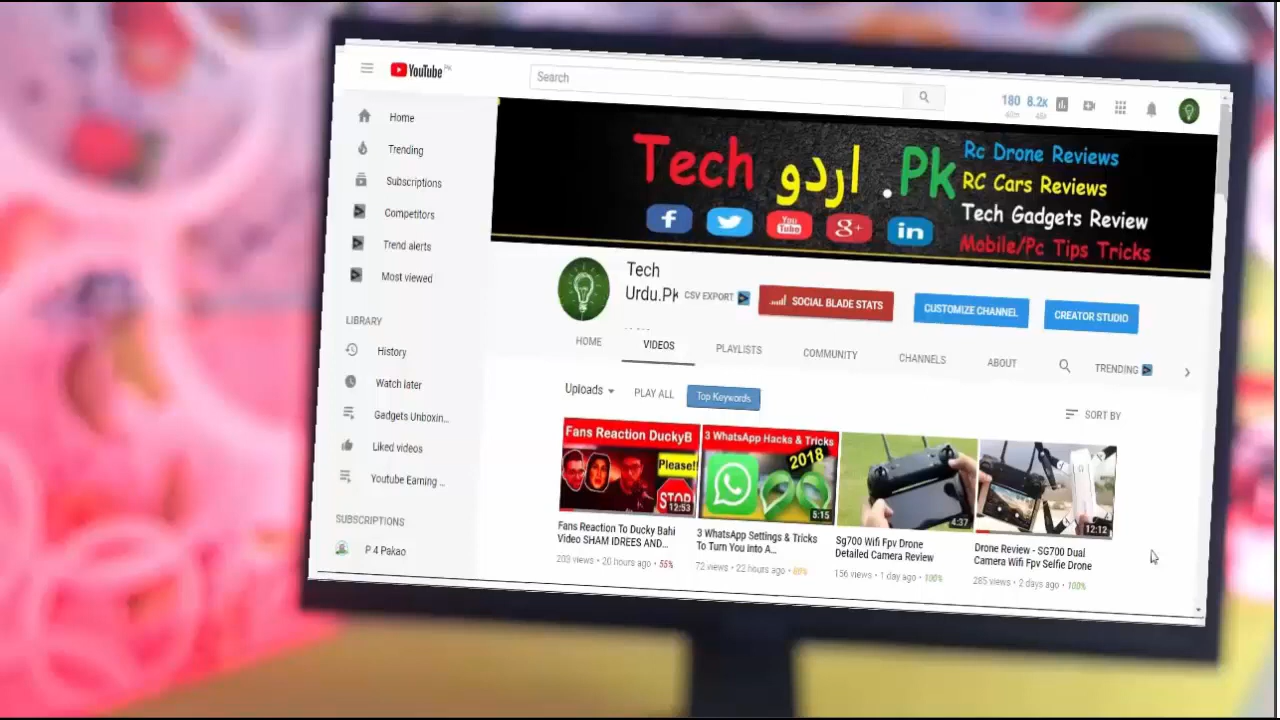 YouTube PK
Search
180 8.2x
Home
Trending
Subscriptions
Competitors
Trend alerts
Most viewed
LIBRARY
History
Watch later
Gadgets Unboxin...
Liked videos
Youtube Earning ...
SUBSCRIPTIONS
P 4 Pakao
Tech اردو .Pk
Rc Drone Reviews
RC Cars Reviews
Tech Gadgets Review
Mobile/Pc Tips Tricks
f
You
Tube
g+
in
Tech
Urdu.Pk
CSV EXPORT
SOCIAL BLADE STATS
CUSTOMIZE CHANNEL
CREATOR STUDIO
HOME VIDEOS PLAYLISTS COMMUNITY CHANNELS ABOUT TRENDING
Uploads PLAY ALL Top Keywords SORT BY
Fans Reaction DuckyB
Please!!
STOP
12:53
Fans Reaction To Ducky Bahi
Video SHAM IDREES AND...
203 views • 20 hours ago • 55%
3 WhatsApp Hacks & Tricks
2018
5:15
3 WhatsApp Settings & Tricks
To Turn You Into A...
72 views • 22 hours ago •
4:37
Sg700 Wifi Fpv Drone
Detailed Camera Review
156 views • 1 day ago • 100%
12:12
Drone Review - SG700 Dual
Camera Wifi Fpv Selfie Drone
285 views • 2 days ago • 100%